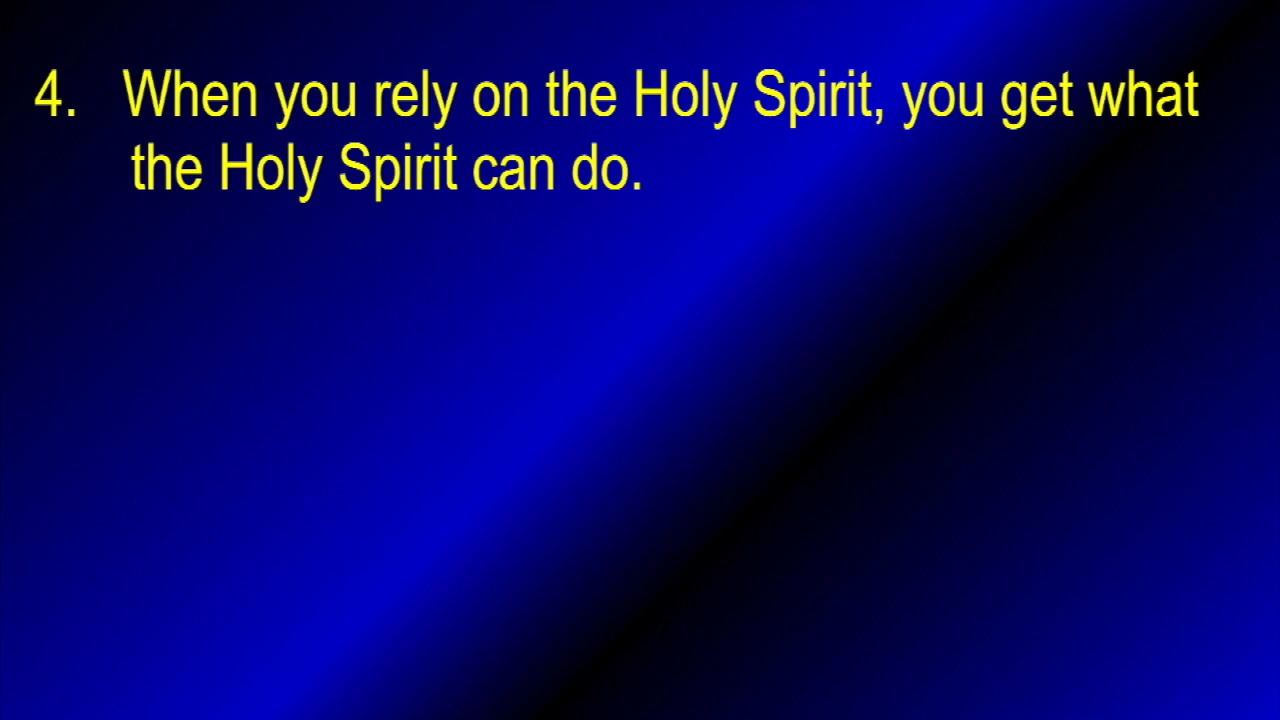 4. When you rely on the Holy Spirit, you get what
the Holy Spirit can do.